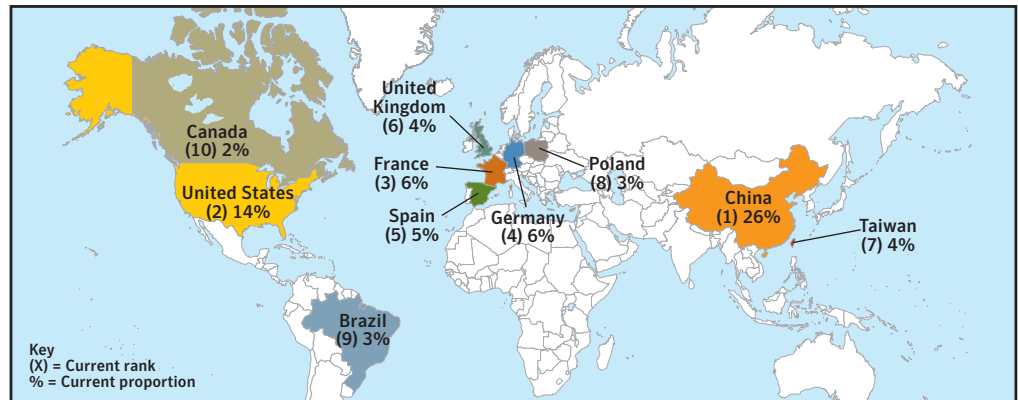 United
Kingdom
(6) 4%
Canada
(10) 2%
France
(3) 6%
Poland
(8) 3%
United States
(2) 14%
China
(1) 26%
Spain
(5) 5%
Germany
(4) 6%
Taiwan
(7) 4%
Brazil
(9) 3%
Key
(X) = Current rank
% = Current proportion